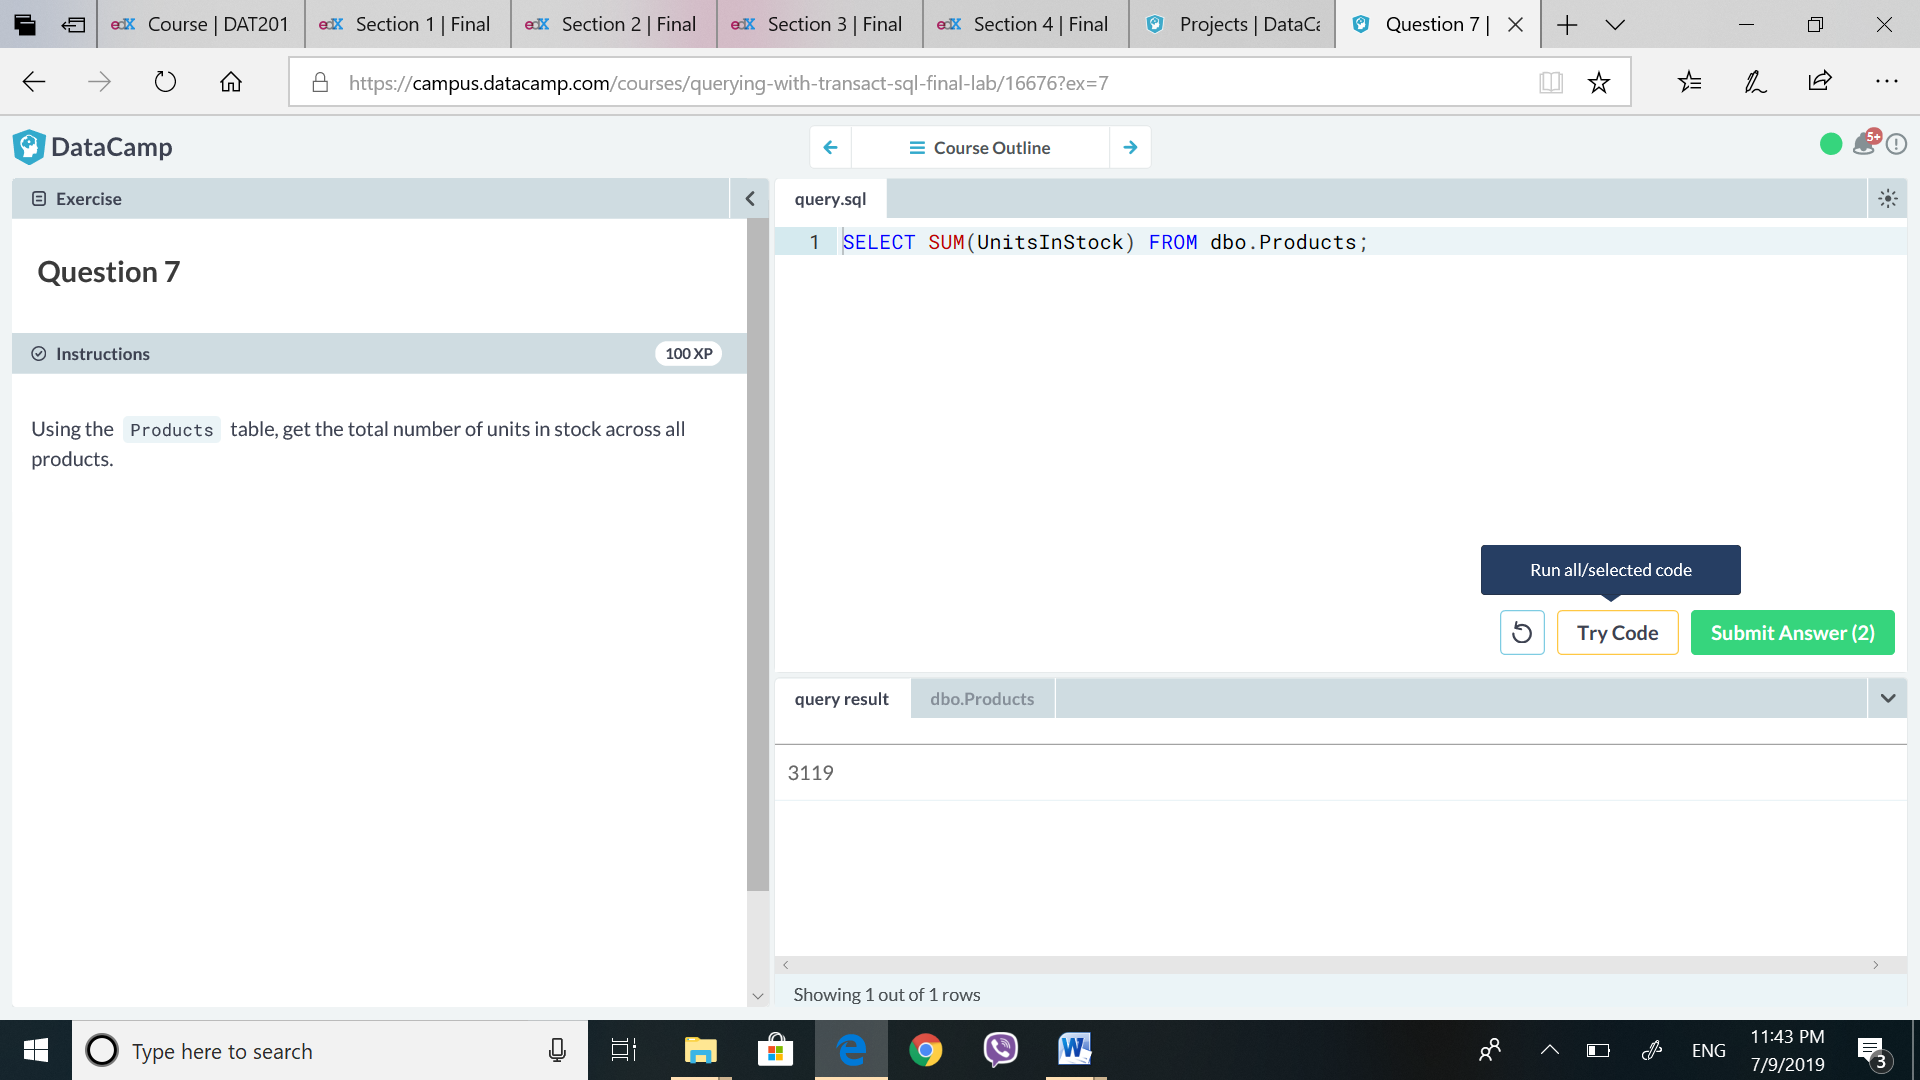 Course | DAT201
Section 1 | Final
Section 2 | Final
Section 3 | Final
Section 4 | Final
Projects | DataCa
Question 7 |
https://campus.datacamp.com/courses/querying-with-transact-sql-final-lab/16676?ex=7
DataCamp
Course Outline
5+
Exercise
query.sql
1 SELECT SUM(UnitsInStock) FROM dbo.Products;
Question 7
Instructions
100 XP
Using the Products table, get the total number of units in stock across all
products.
Run all/selected code
Try Code
Submit Answer (2)
query result
dbo.Products
3119
Showing 1 out of 1 rows
Type here to search
ENG
11:43 PM
7/9/2019
3